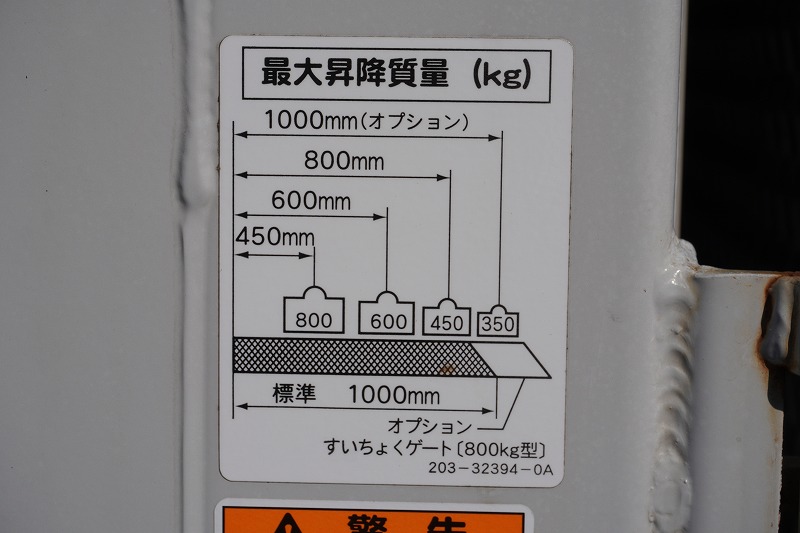 最大昇降質量 (kg)
1000mm(オプション)
800mm
600mm
450mm
800 600 450 350
標準 1000mm
オプション
すいちょくゲート〔800kg型〕
203-32394-0A
警告